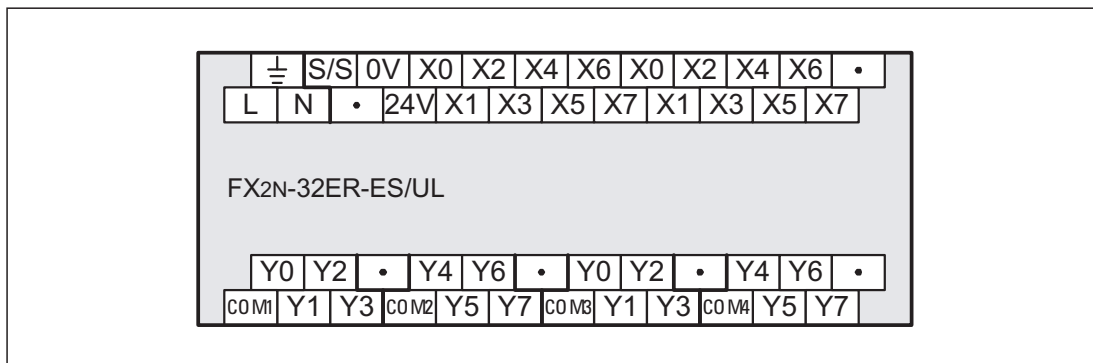 S/S 0V X0 X2 X4 X6 X0 X2 X4 X6 •
L N • 24V X1 X3 X5 X7 X1 X3 X5 X7
FX2N-32ER-ES/UL
Y0 Y2 • Y4 Y6 • Y0 Y2 • Y4 Y6 •
COM1 Y1 Y3 COM2 Y5 Y7 COM3 Y1 Y3 COM4 Y5 Y7